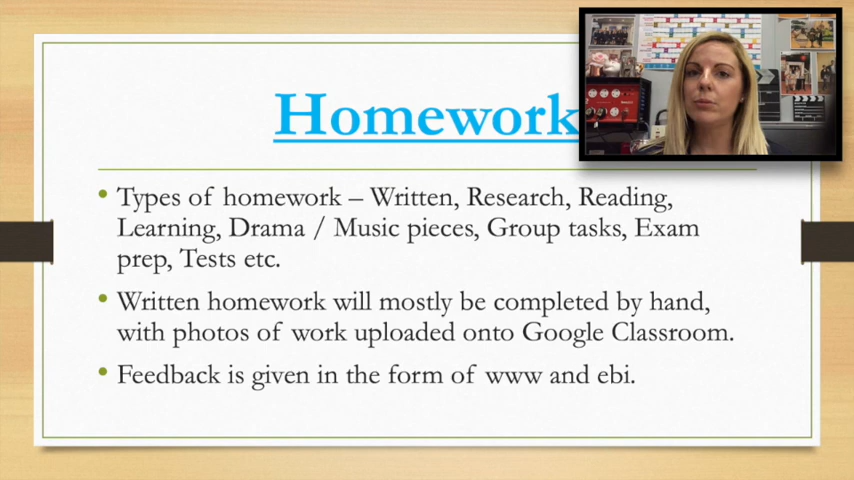 Homework
• Types of homework – Written, Research, Reading,
Learning, Drama / Music pieces, Group tasks, Exam
prep, Tests etc.
• Written homework will mostly be completed by hand,
with photos of work uploaded onto Google Classroom.
• Feedback is given in the form of www and ebi.